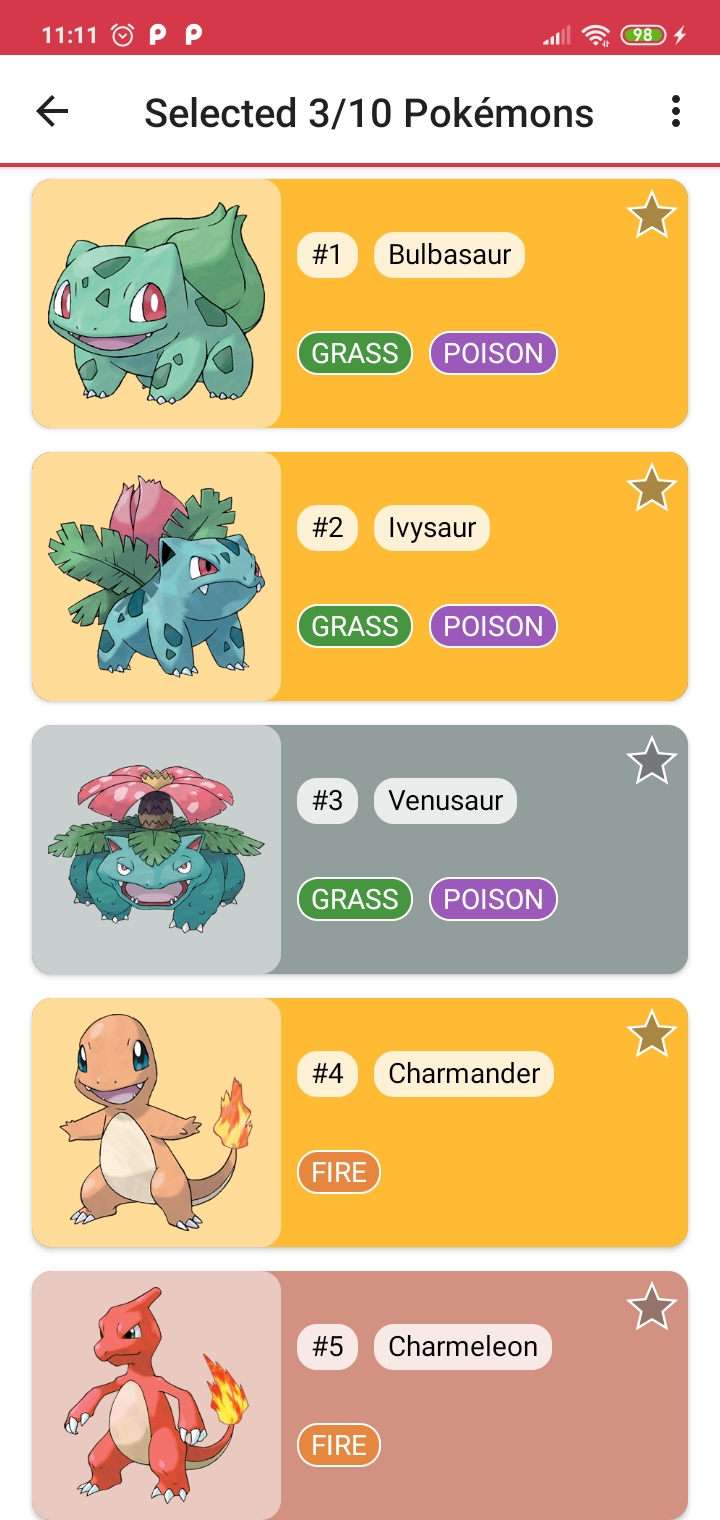 11:11 P P 98
Selected 3/10 Pokémons
#1 Bulbasaur
GRASS POISON
#2 Ivysaur
GRASS POISON
#3 Venusaur
GRASS POISON
#4 Charmander
FIRE
#5 Charmeleon
FIRE